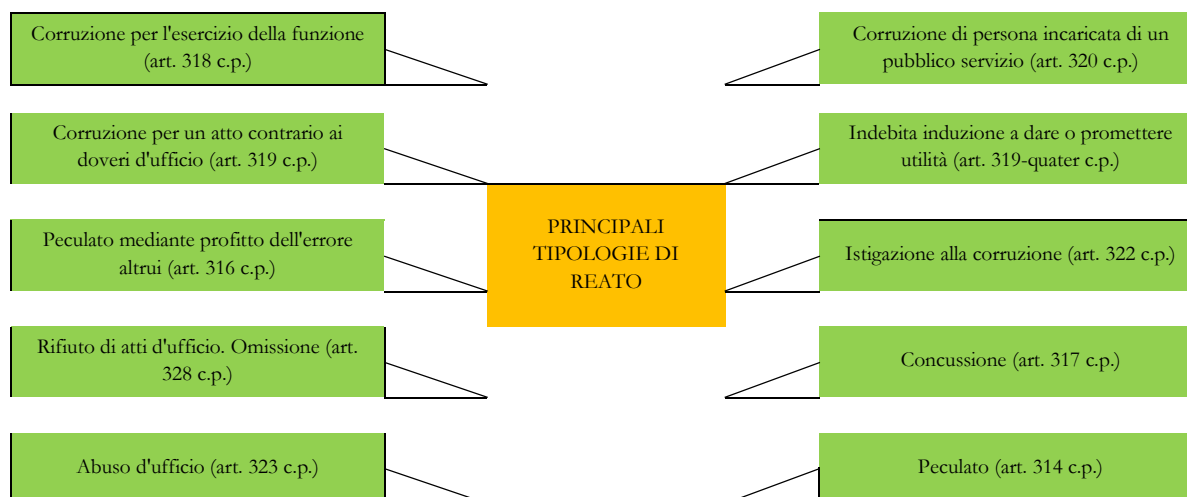 Corruzione per l'esercizio della funzione
(art. 318 c.p.)
Corruzione di persona incaricata di un
pubblico servizio (art. 320 c.p.)
Corruzione per un atto contrario ai
doveri d'ufficio (art. 319 c.p.)
Indebita induzione a dare o promettere
utilità (art. 319-quater c.p.)
PRINCIPALI
TIPOLOGIE DI
REATO
Peculato mediante profitto dell'errore
altrui (art. 316 c.p.)
Istigazione alla corruzione (art. 322 c.p.)
Rifiuto di atti d'ufficio. Omissione (art.
328 c.p.)
Concussione (art. 317 c.p.)
Abuso d'ufficio (art. 323 c.p.)
Peculato (art. 314 c.p.)